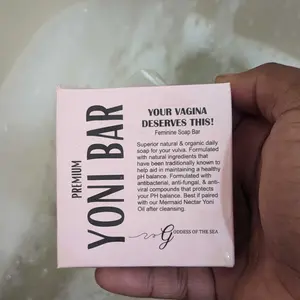 PREMIUM
YONI BAR
YOUR VAGINA
DESERVES THIS!
Feminine Soap Bar
Superior natural & organic daily
soap for your vulva. Formulated
with natural ingredients that
have been traditionally known to
help aid in maintaining a healthy
pH balance. Formulated with
antibacterial, anti-fungal, & anti-
viral compounds that protects
your PH balance. Best if paired
with our Mermaid Nectar Yoni
Oil after cleansing.
GODDESS OF THE SEA